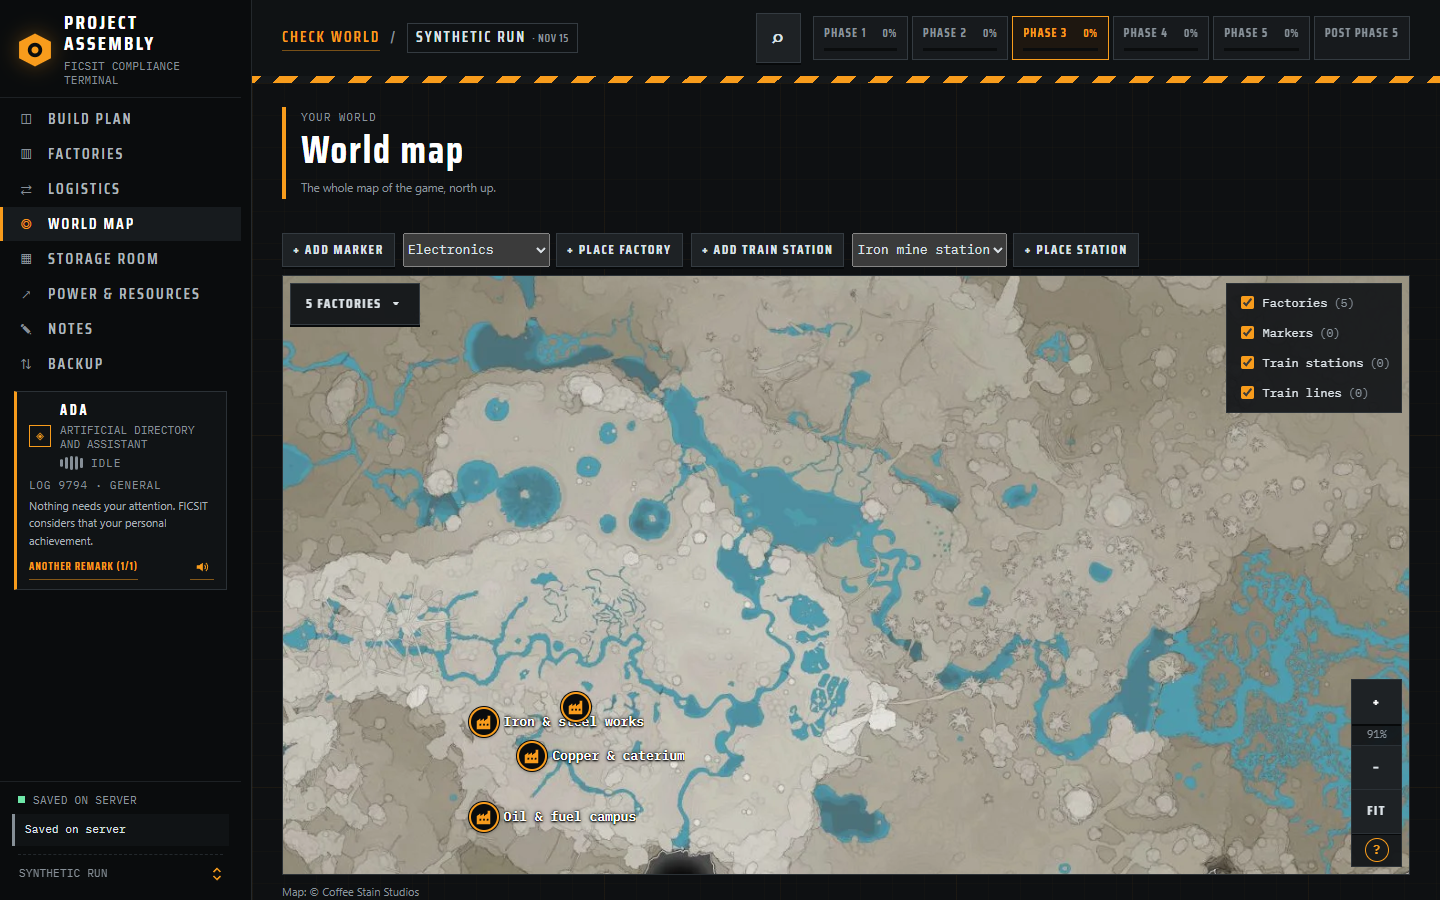 PROJECT
ASSEMBLY
FICSIT COMPLIANCE
TERMINAL
BUILD PLAN
FACTORIES
LOGISTICS
WORLD MAP
STORAGE ROOM
POWER & RESOURCES
NOTES
BACKUP
ADA
ARTIFICIAL DIRECTORY
AND ASSISTANT
IDLE
LOG 9794 · GENERAL
Nothing needs your attention. FICSIT
considers that your personal
achievement.
ANOTHER REMARK (1/1)
SAVED ON SERVER
Saved on server
SYNTHETIC RUN
CHECK WORLD / SYNTHETIC RUN · NOV 15
PHASE 1 0% PHASE 2 0% PHASE 3 0% PHASE 4 0% PHASE 5 0% POST PHASE 5
YOUR WORLD
World map
The whole map of the game, north up.
+ ADD MARKER Electronics + PLACE FACTORY + ADD TRAIN STATION Iron mine station + PLACE STATION
5 FACTORIES
Factories (5)
Markers (0)
Train stations (0)
Train lines (0)
Iron & steel works
Copper & caterium
Oil & fuel campus
+
91%
-
FIT
?
Map: © Coffee Stain Studios